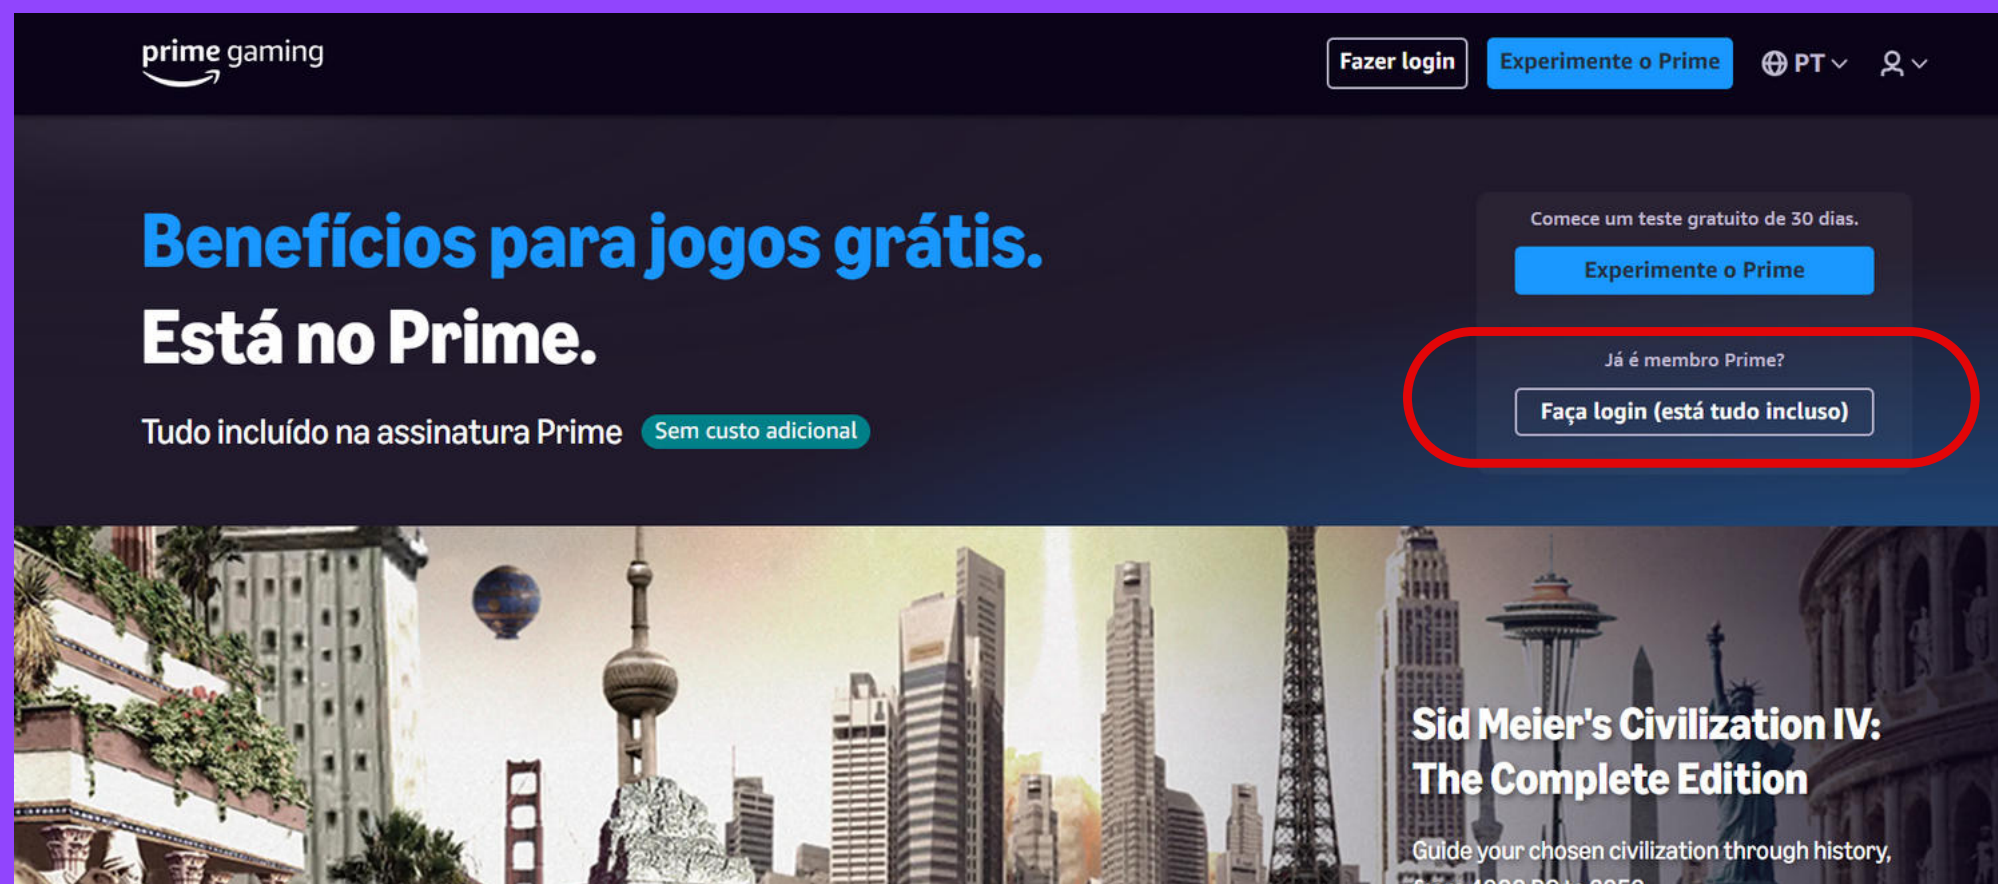 prime gaming
Fazer login
Experimente o Prime
PT
Benefícios para jogos grátis.
Está no Prime.
Tudo incluído na assinatura Prime
Sem custo adicional
Comece um teste gratuito de 30 dias.
Experimente o Prime
Já é membro Prime?
Faça login (está tudo incluso)
Sid Meier's Civilization IV:
The Complete Edition
Guide your chosen civilization through history,